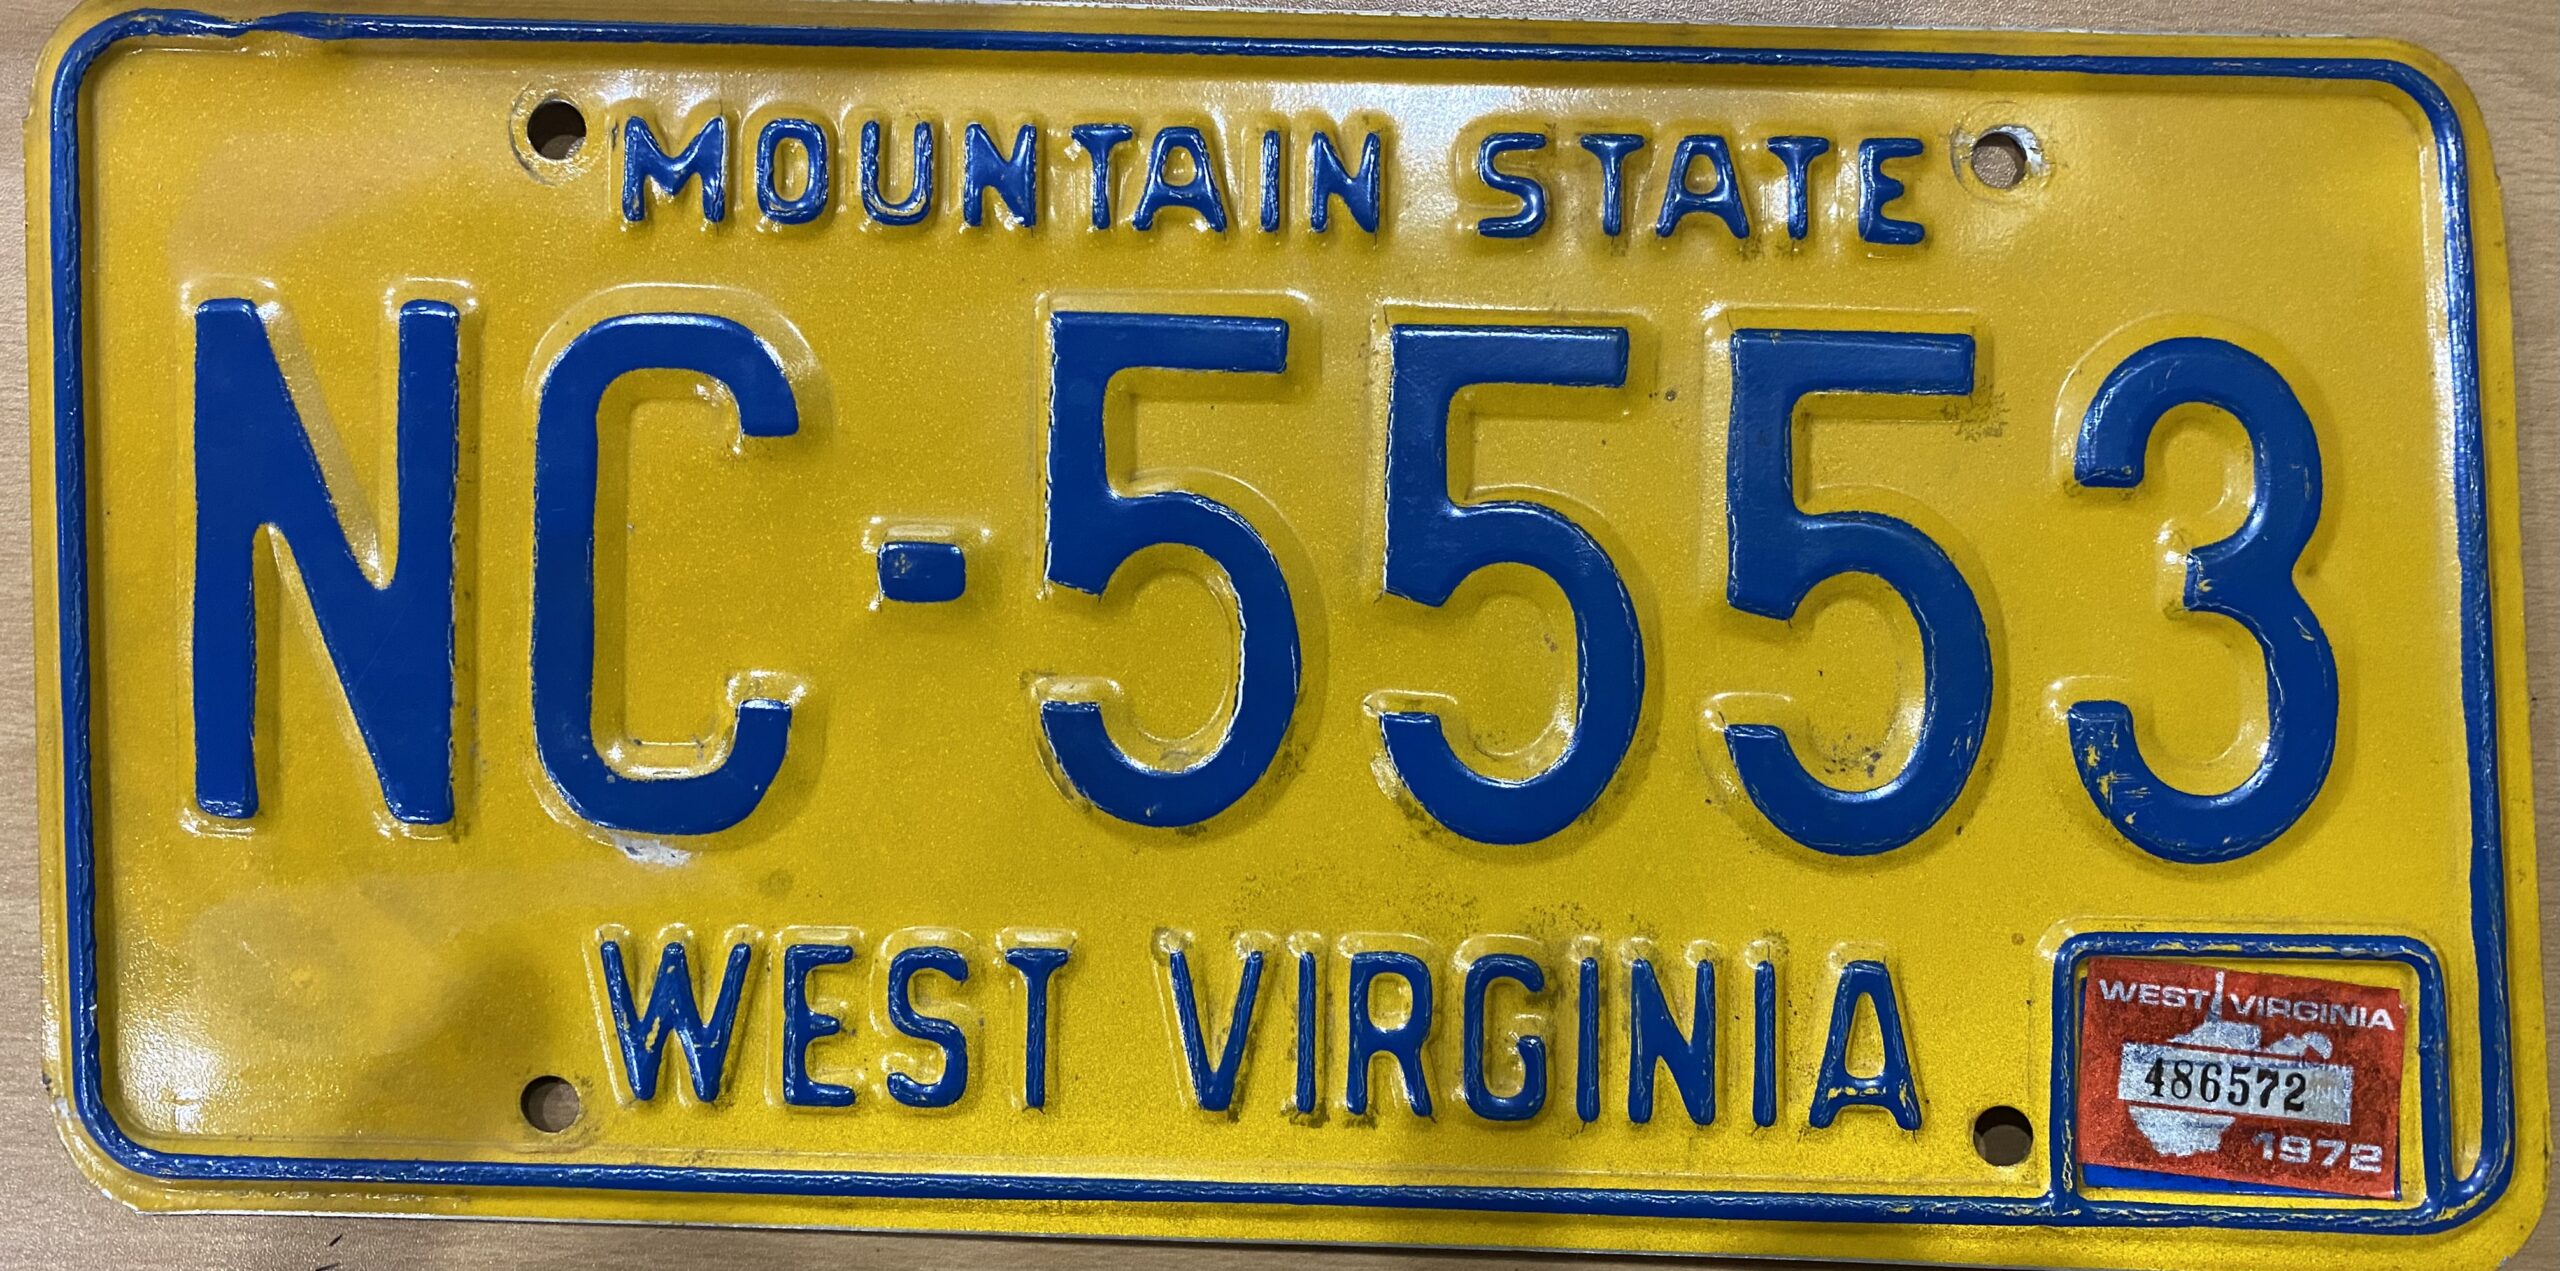 MOUNTAIN STATE
NC-5553
WEST VIRGINIA
WEST VIRGINIA
486572
1972